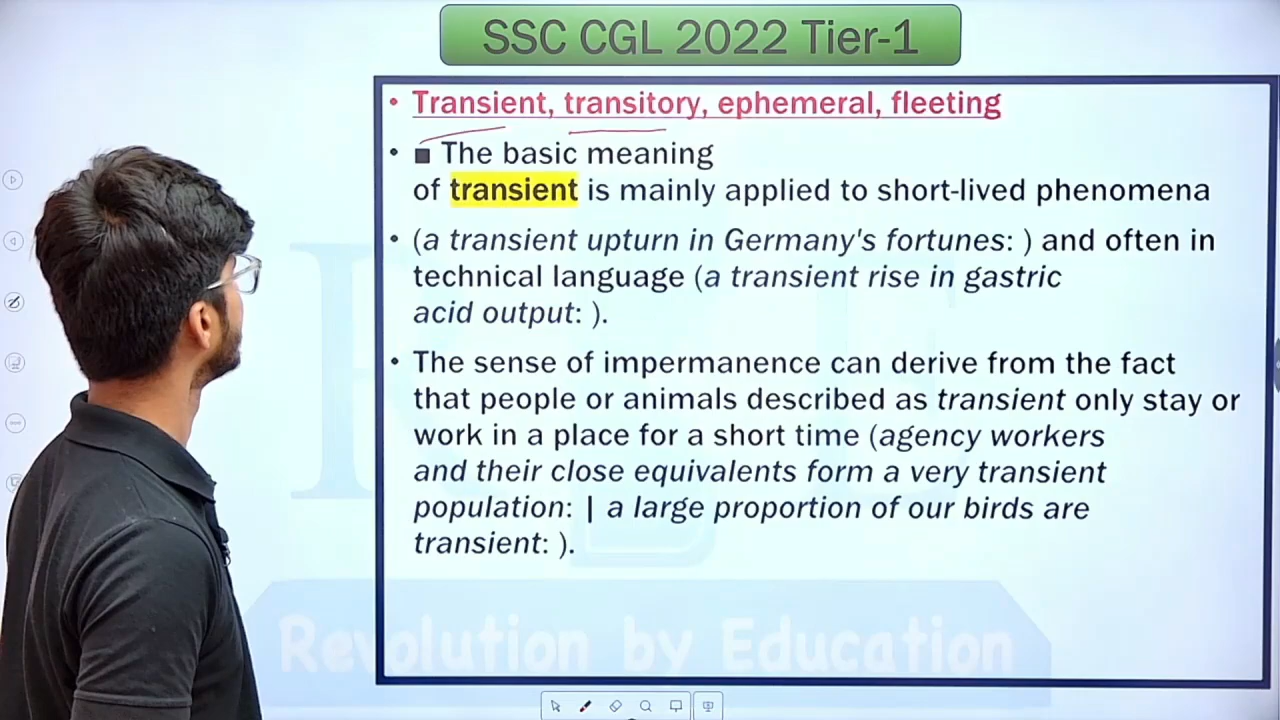 SSC CGL 2022 Tier-1
• Transient, transitory, ephemeral, fleeting
• ■ The basic meaning
of transient is mainly applied to short-lived phenomena
• (a transient upturn in Germany's fortunes: ) and often in
technical language (a transient rise in gastric
acid output: ).
• The sense of impermanence can derive from the fact
that people or animals described as transient only stay or
work in a place for a short time (agency workers
and their close equivalents form a very transient
population: | a large proportion of our birds are
transient: ).
Revolution by Education